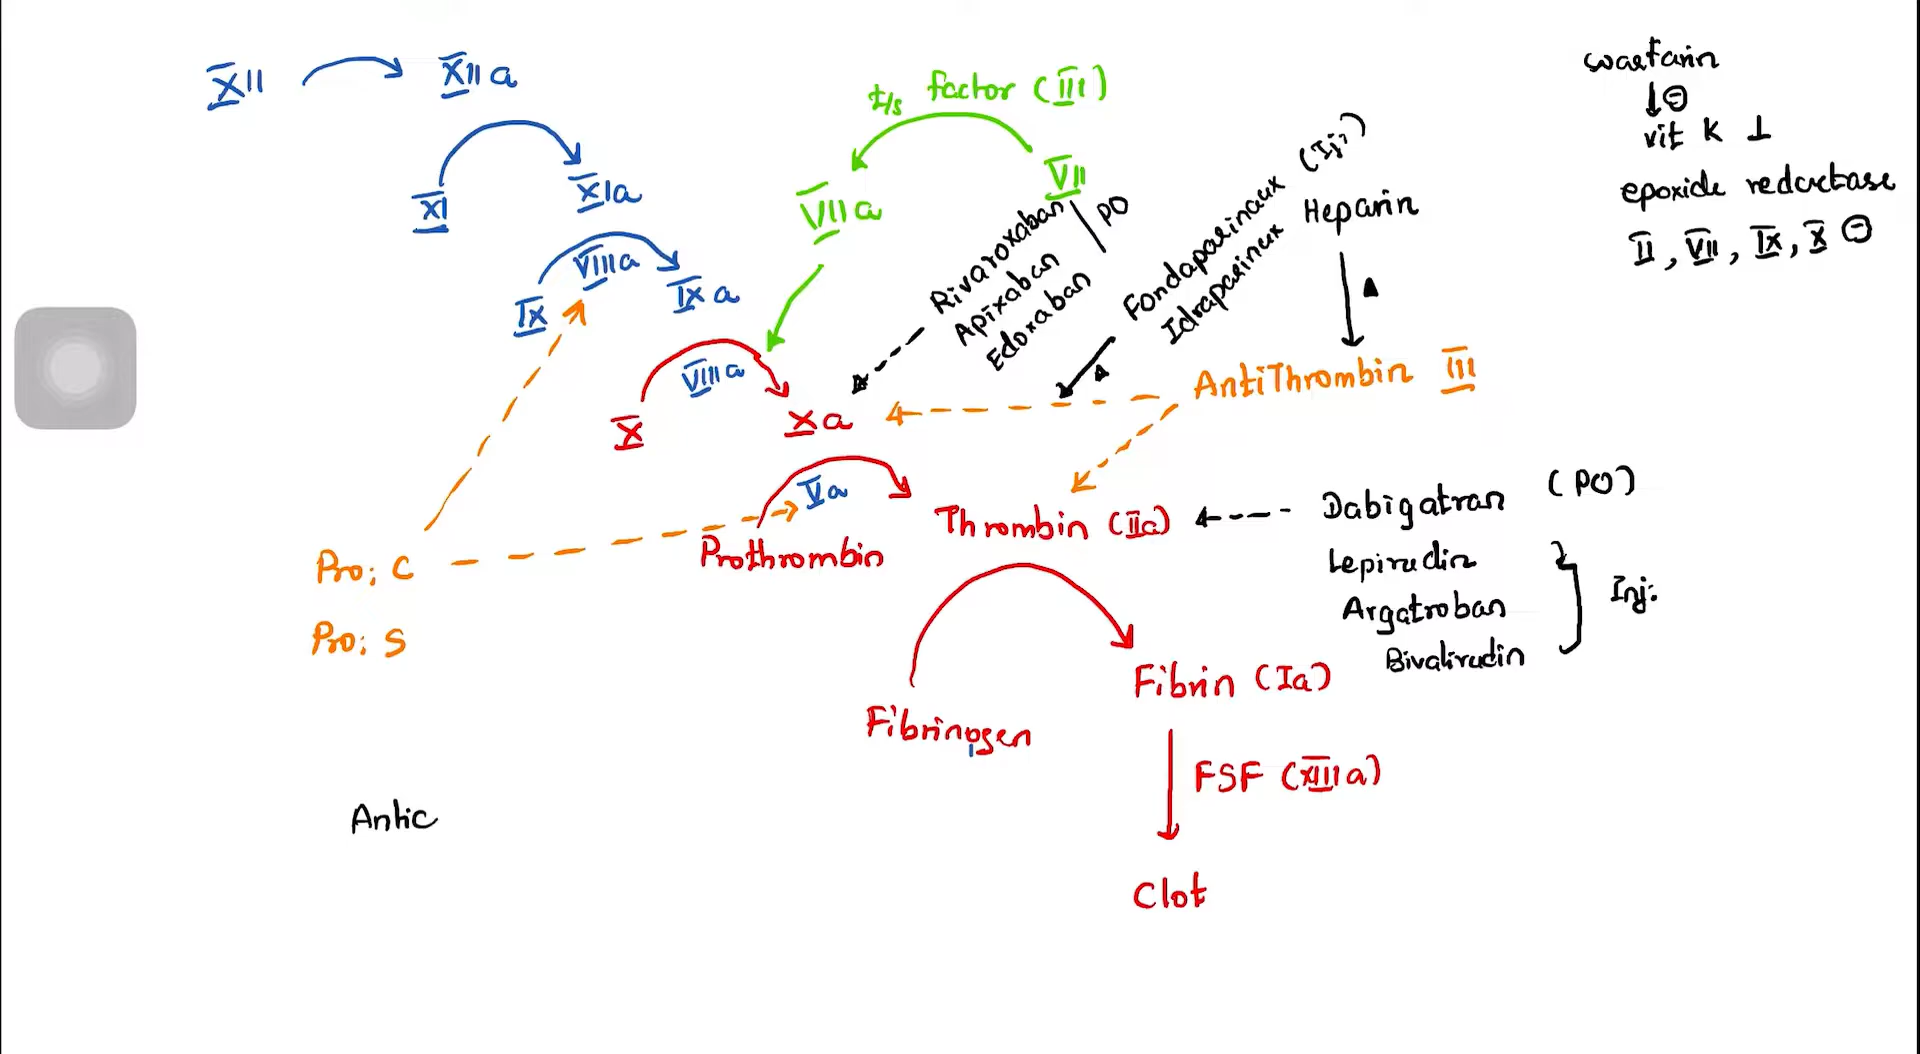 XII
XIIa
t/s factor (III)
XI
XIa
VII
VIIa
VIIIa
IX
IXa
Rivaroxaban
Apixaban
Edoxaban
PO
Fondaparinaux (Inj:)
Idraparinux
Heparin
warfarin
⊖
vit K 1
epoxide reductase
II, VII, IX, X ⊖
VIIIa
X
Xa
AntiThrombin III
Va
Prothrombin
Thrombin (IIa)
Dabigatran (PO)
Lepirudin
Argatroban
Bivalirudin
Inj:
Pro: C
Pro: S
Fibrinogen
Fibrin (Ia)
FSF (XIIIa)
Clot
Antic